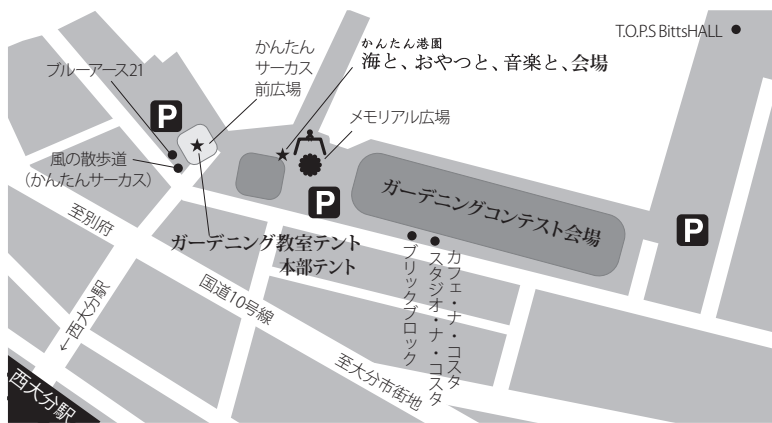 T.O.P.S BittsHALL
かんたん港園
海と、おやつと、音楽と、会場
かんたん
サーカス
前広場
ブルーアース21
P
メモリアル広場
風の散歩道
(かんたんサーカス)
P
ガーデニングコンテスト会場
P
至別府
ガーデニング教室テント
本部テント
国道10号線
←西大分駅
カフェ・ナ・コスタ
スタジオ・ナ・コスタ
ブリックブロック
至大分市街地
西大分駅